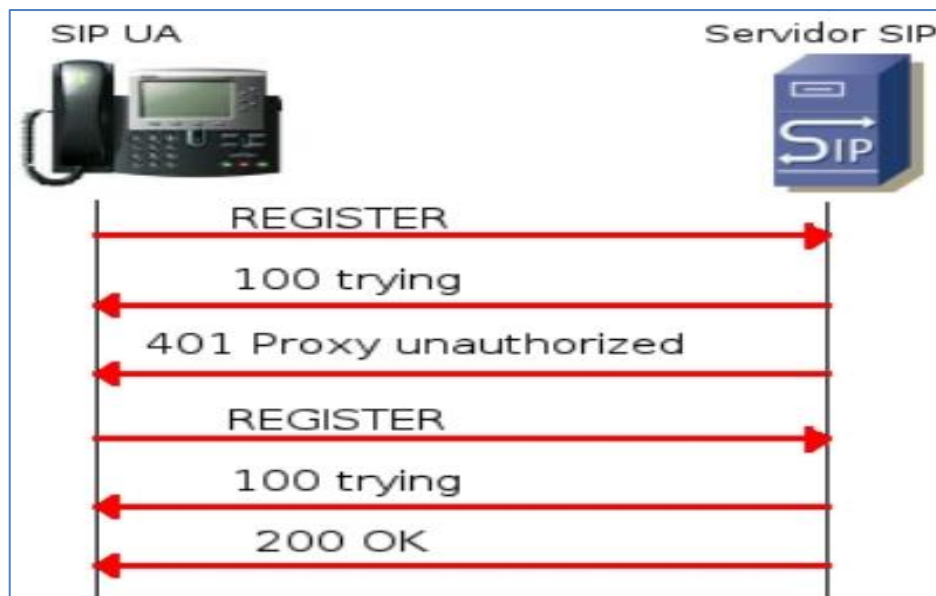 SIP UA
Servidor SIP
SIP
REGISTER
100 trying
401 Proxy unauthorized
REGISTER
100 trying
200 OK